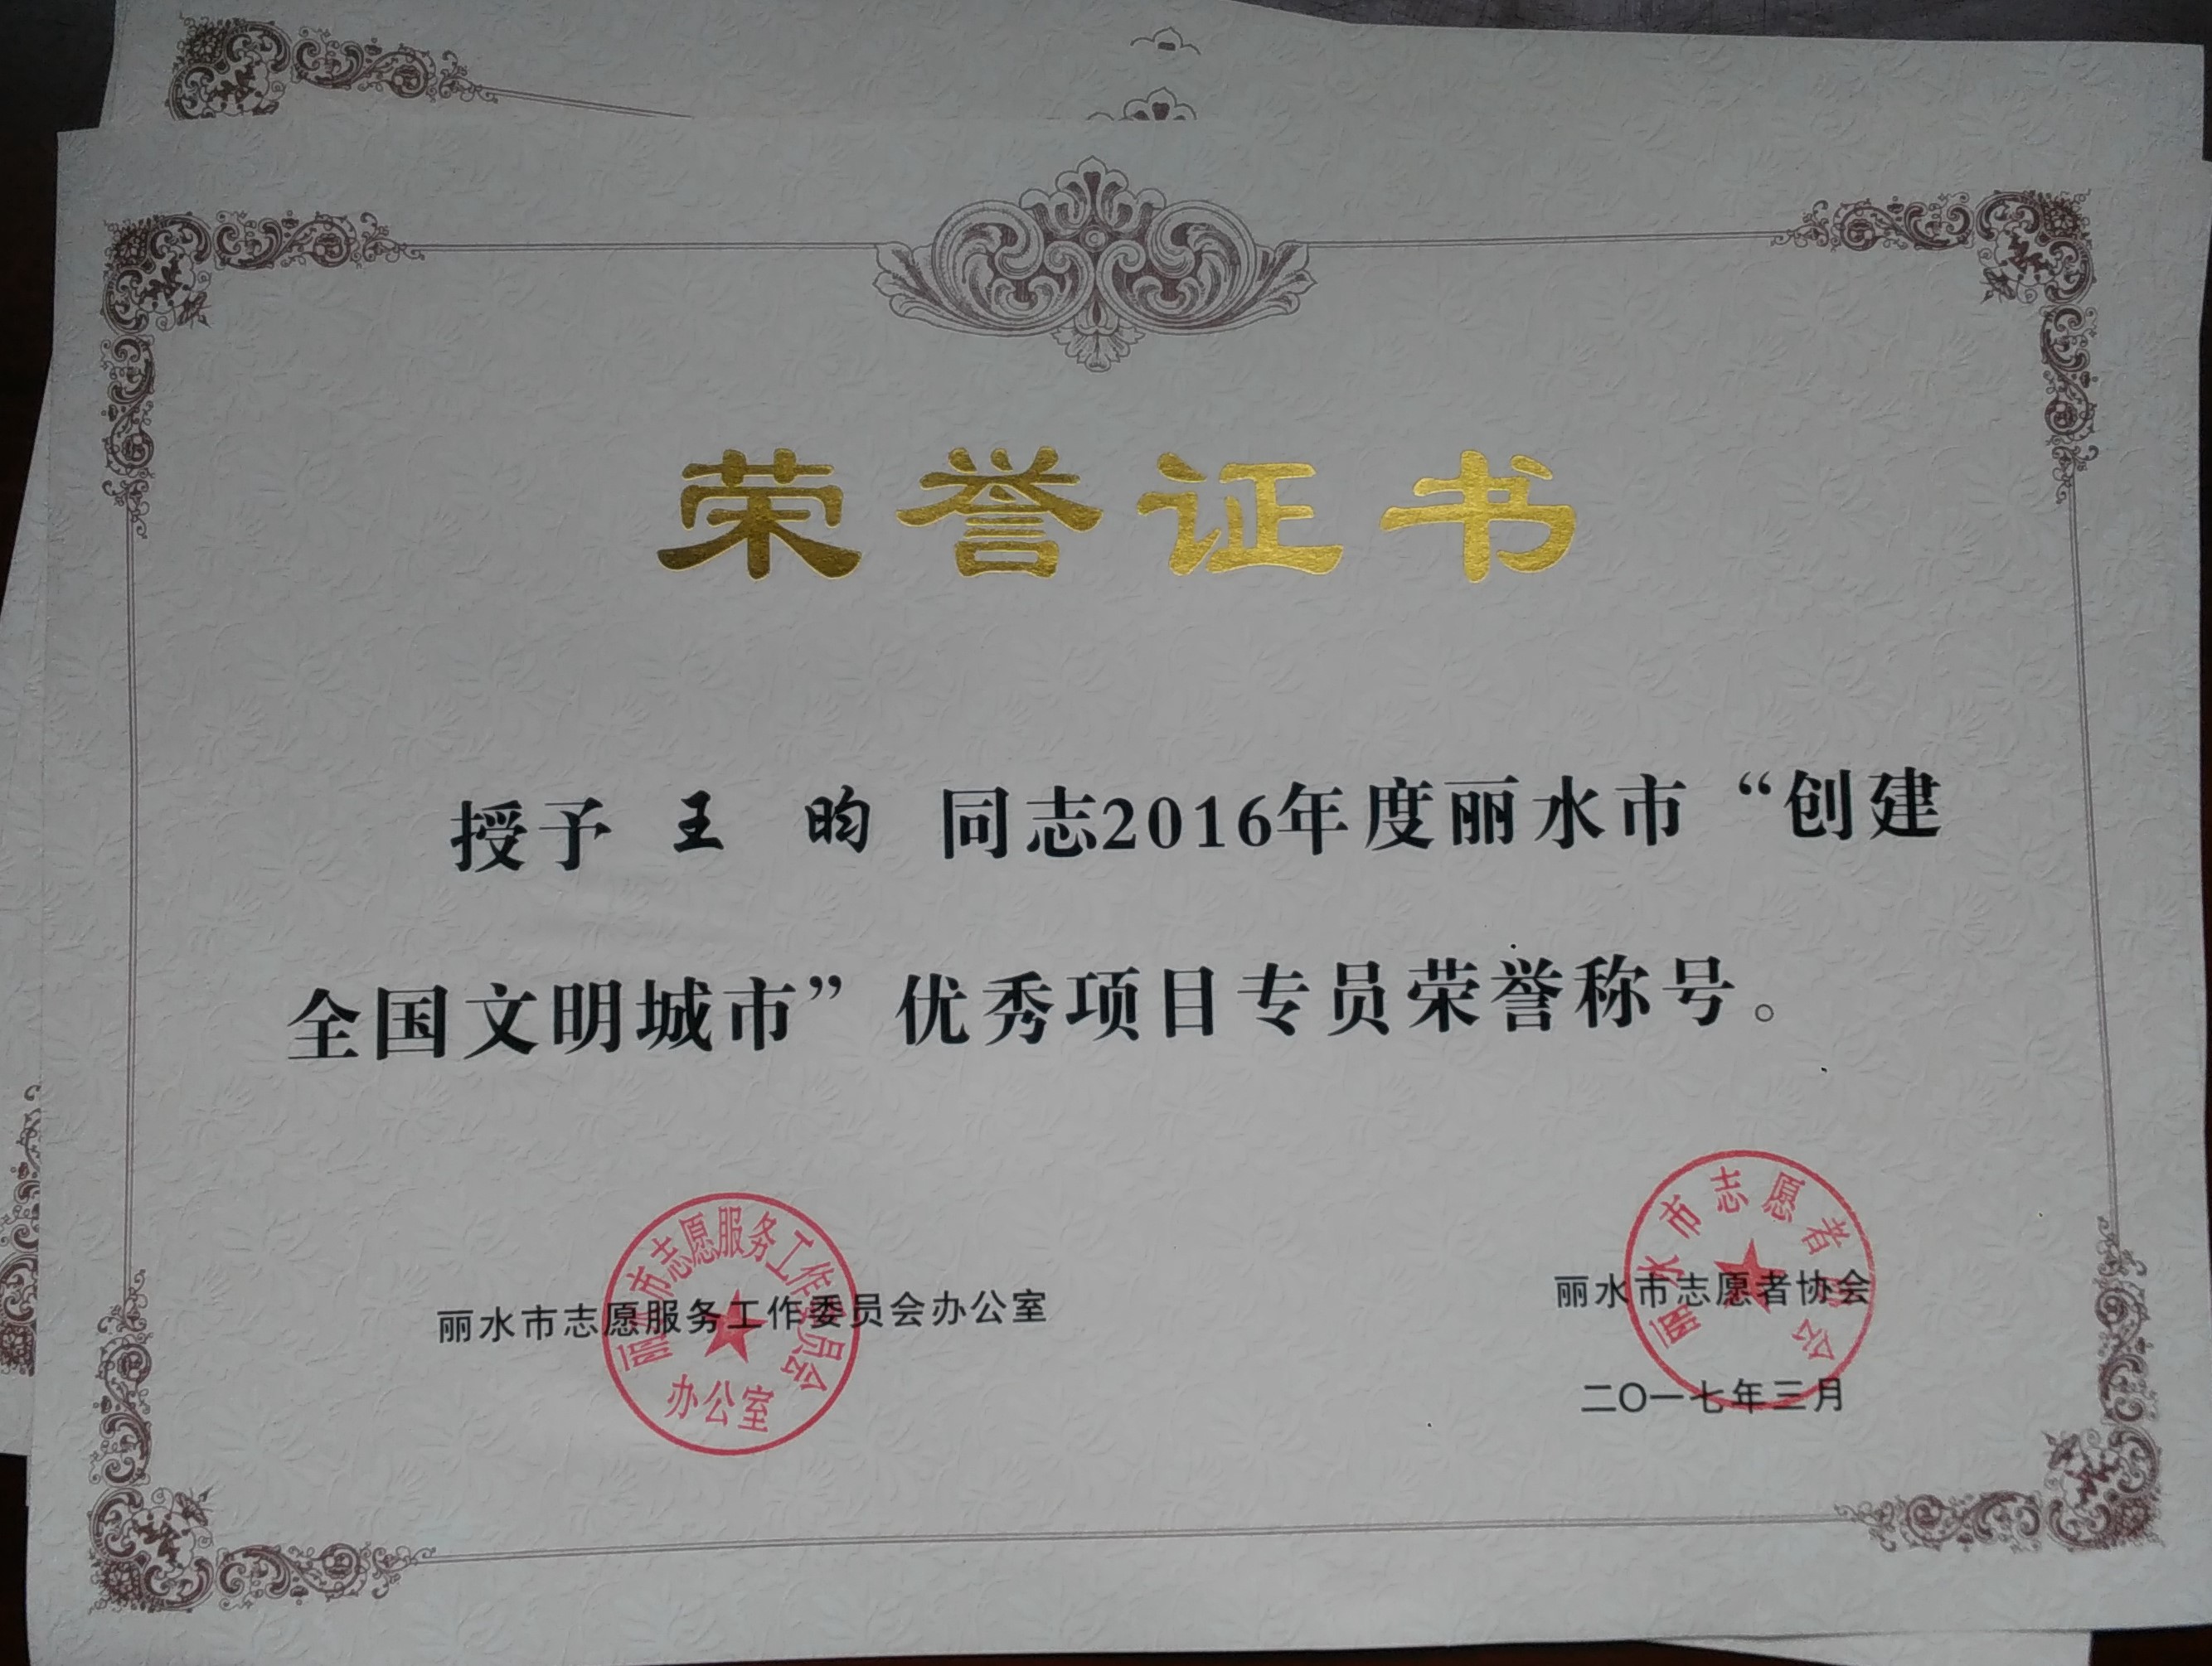 荣誉证书
授予 王 昀 同志2016年度丽水市“创建
全国文明城市”优秀项目专员荣誉称号。
丽水市志愿服务工作委员会办公室
丽水市志愿者协会
二〇一七年三月
丽水市志愿服务工作委员会
办公室
丽水市志愿者协会